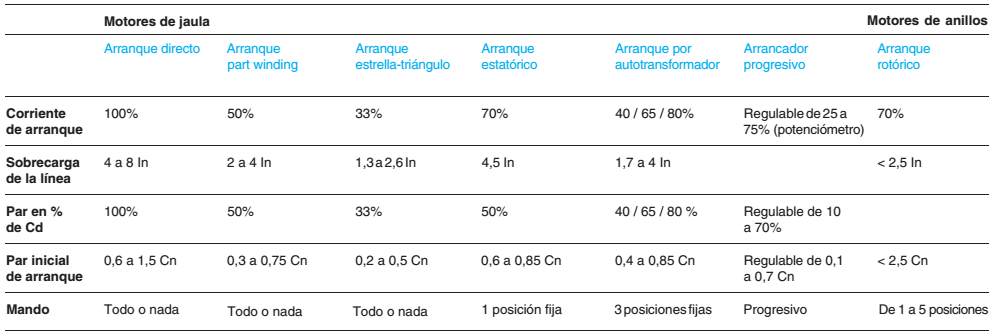 Motores de jaula Motores de anillos
Arranque directo Arranque Arranque Arranque Arranque por Arrancador Arranque
part winding estrella-triángulo estatórico autotransformador progresivo rotórico
Corriente 100% 50% 33% 70% 40 / 65 / 80% Regulable de 25 a 70%
de arranque 75% (potenciómetro)
Sobrecarga 4 a 8 In 2 a 4 In 1,3 a 2,6 In 4,5 In 1,7 a 4 In < 2,5 In
de la línea
Par en % 100% 50% 33% 50% 40 / 65 / 80 % Regulable de 10
de Cd a 70%
Par inicial 0,6 a 1,5 Cn 0,3 a 0,75 Cn 0,2 a 0,5 Cn 0,6 a 0,85 Cn 0,4 a 0,85 Cn Regulable de 0,1 < 2,5 Cn
de arranque a 0,7 Cn
Mando Todo o nada Todo o nada Todo o nada 1 posición fija 3 posiciones fijas Progresivo De 1 a 5 posiciones